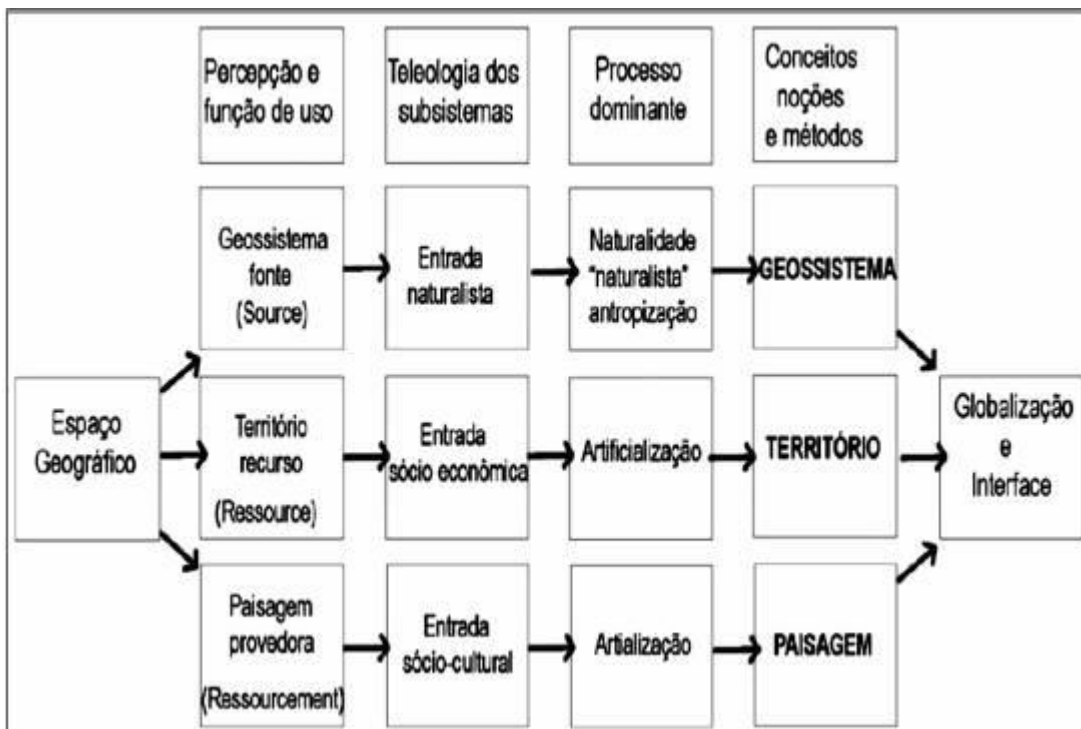 Percepção e
função de uso
Teleologia dos
subsistemas
Processo
dominante
Conceitos
noções
e métodos
Geossistema
fonte
(Source)
Entrada
naturalista
Naturalidade
"naturalista"
antropização
GEOSSISTEMA
Espaço
Geográfico
Território
recurso
(Ressource)
Entrada
sócio econômica
Artificialização
TERRITÓRIO
Globalização
e
Interface
Paisagem
provedora
(Ressourcement)
Entrada
sócio-cultural
Artialização
PAISAGEM